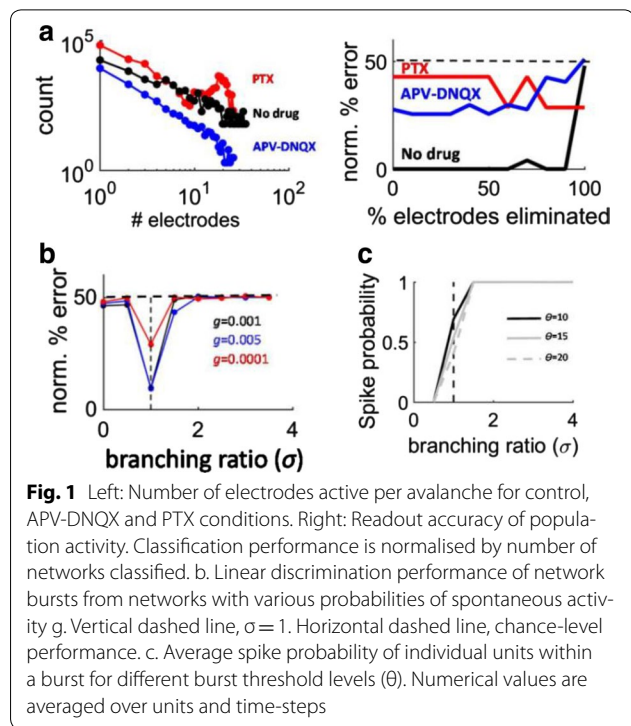 a
10^5
count
10^0
10^0
10^1
10^2
# electrodes
PTX
No drug
APV-DNQX
norm. % error
50
0
PTX
APV-DNQX
No drug
0
50
100
% electrodes eliminated
b
norm. % error
50
0
g=0.001
g=0.005
g=0.0001
0
2
4
branching ratio (σ)
c
Spike probability
1
0.5
0
θ=10
θ=15
θ=20
0
2
4
branching ratio (σ)
Fig. 1 Left: Number of electrodes active per avalanche for control,
APV-DNQX and PTX conditions. Right: Readout accuracy of popula-
tion activity. Classification performance is normalised by number of
networks classified. b. Linear discrimination performance of network
bursts from networks with various probabilities of spontaneous activ-
ity g. Vertical dashed line, σ = 1. Horizontal dashed line, chance-level
performance. c. Average spike probability of individual units within
a burst for different burst threshold levels (θ). Numerical values are
averaged over units and time-steps